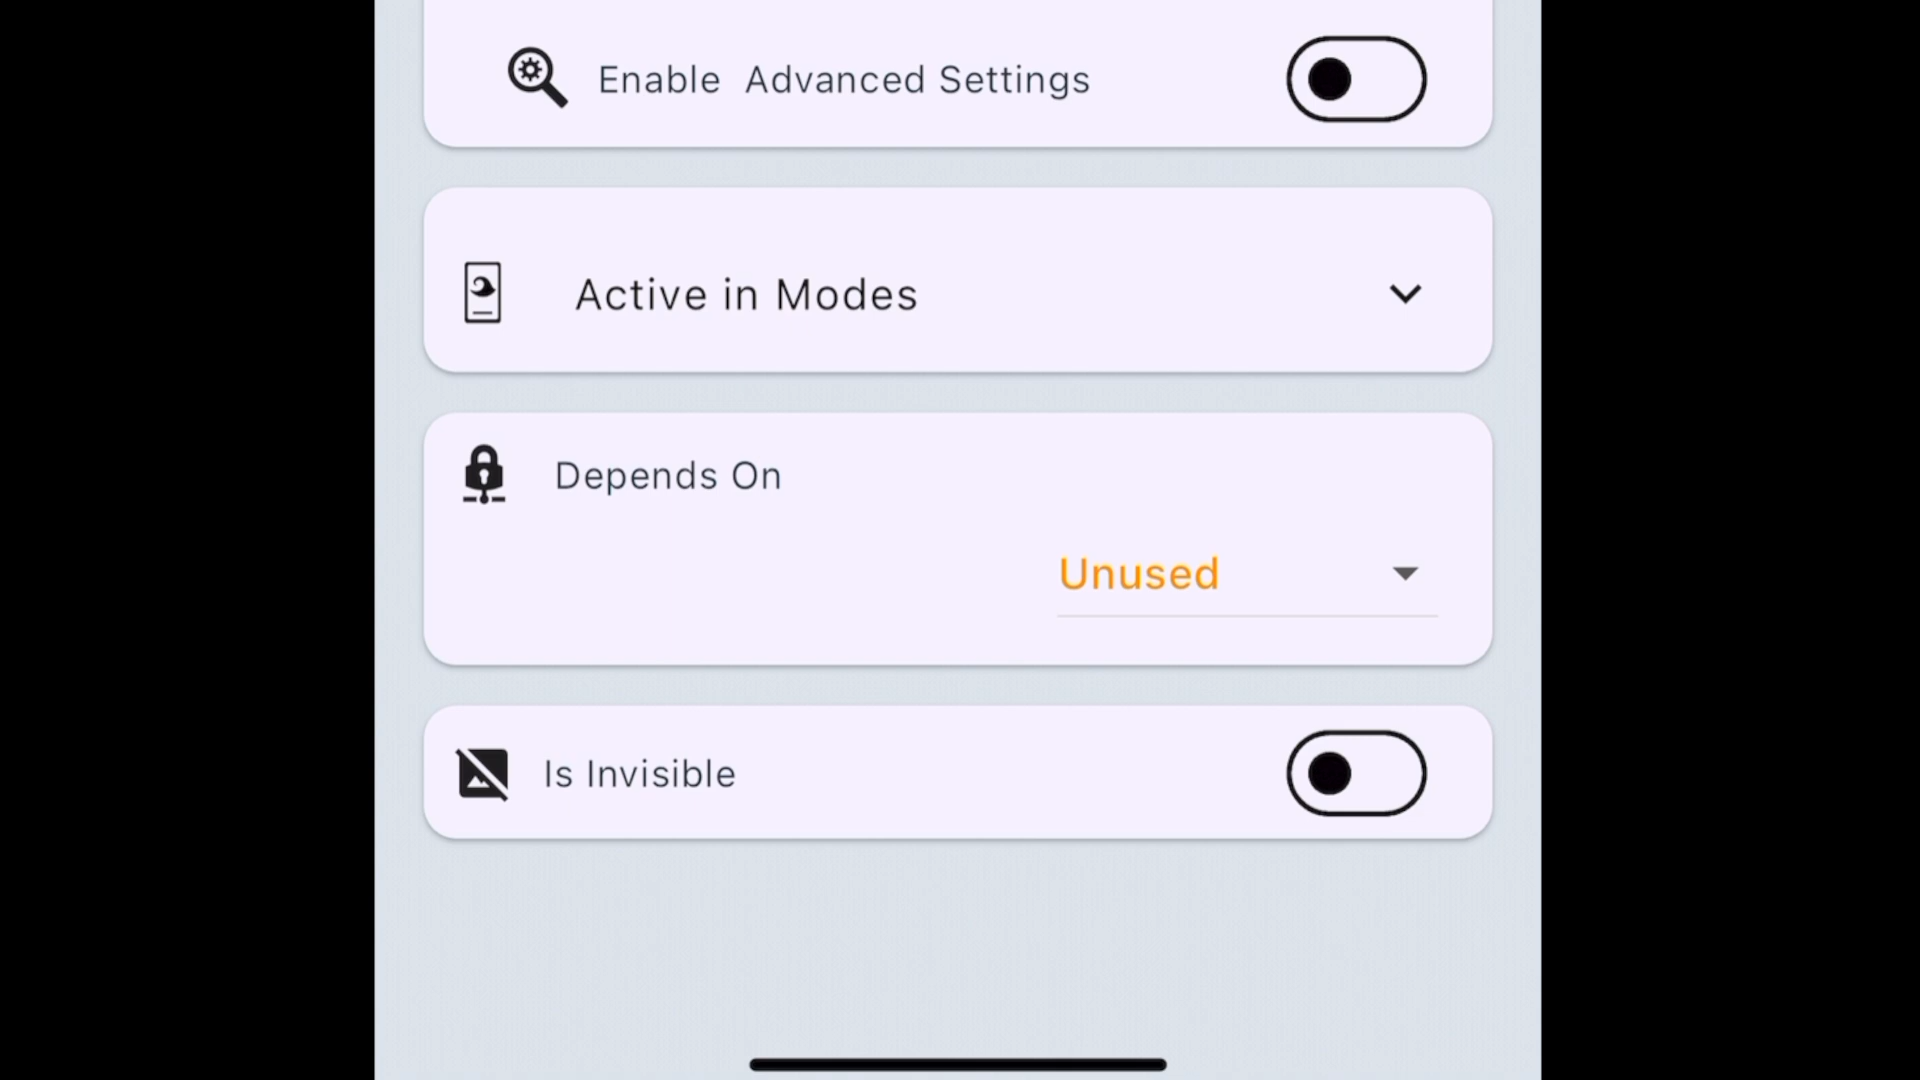 Enable  Advanced Settings
Active in Modes
Depends On
Unused
Is Invisible